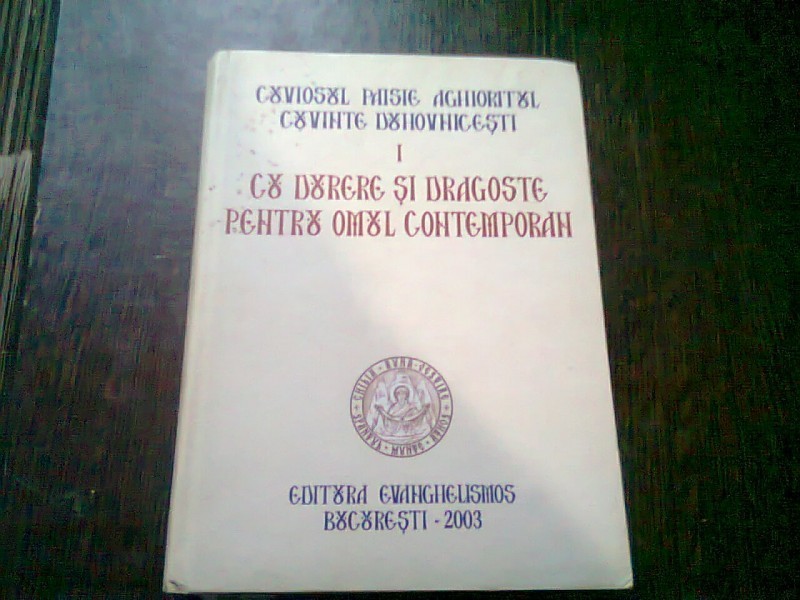 CUVIOSUL PAISIE AGHIORITUL
CUVINTE DUHOVNICEȘTI
I
CU DURERE ȘI DRAGOSTE
PENTRU OMUL CONTEMPORAN
EDITURA EVANGHELISMOS
BUCUREȘTI - 2003